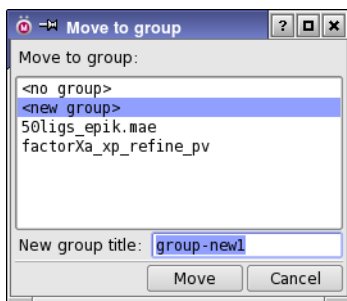 Move to group
Move to group:
<no group>
<new group>
50ligs_epik.mae
factorXa_xp_refine_pv
New group title: group-new1
Move Cancel